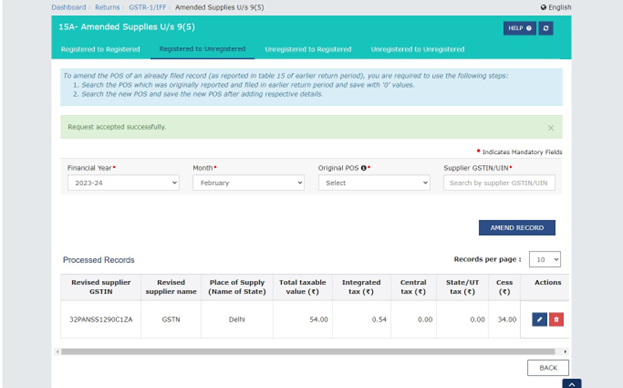 Dashboard › Returns › GSTR-1/IFF › Amended Supplies U/s 9(5) English
15A- Amended Supplies U/s 9(5) HELP
Registered to Registered Registered to Unregistered Unregistered to Registered Unregistered to Unregistered
To amend the POS of an already filed record (as reported in table 15 of earlier return period), you are required to use the following steps:
1. Search the POS which was originally reported and filed in earlier return period and save with '0' values.
2. Search the new POS and save the new POS after adding respective details.
Request accepted successfully. ×
• Indicates Mandatory Fields
Financial Year• Month• Original POS • Supplier GSTIN/UIN•
2023-24 February Select Search by supplier GSTIN/UIN
AMEND RECORD
Processed Records Records per page : 10
Revised supplier GSTIN Revised supplier name Place of Supply (Name of State) Total taxable value (₹) Integrated tax (₹) Central tax (₹) State/UT tax (₹) Cess (₹) Actions
32PANSS1290C1ZA GSTN Delhi 54.00 0.54 0.00 0.00 34.00
BACK